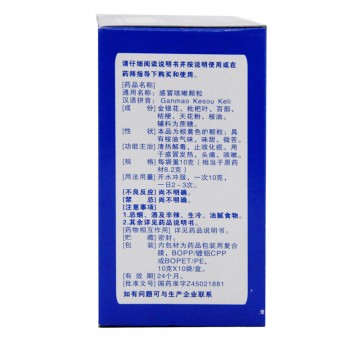 请仔细阅读说明书并按说明书使用或在
药师指导下购买和使用。
[药品名称]
通用名称：感冒咳嗽颗粒
汉语拼音：Ganmao Kesou Keli
[成 份] 金银花、枇杷叶、百部、
桔梗、天花粉、桉油。
辅料为蔗糖。
[性 状] 本品为棕黄色的颗粒；具
有桉油气味，味甜、微苦。
[功能主治] 清热解毒，止咳化痰。用
于感冒发热，头痛，咳嗽。
[规 格] 每袋重10克(相当于原药
材8.2克)
[用法用量] 开水冲服，一次10克，
一日2-3次。
[不良反应] 尚不明确。
[禁 忌] 尚不明确。
[注意事项]
1.忌烟、酒及辛辣、生冷、油腻食物。
2.其余详见药品说明书。
[药物相互作用] 详见药品说明书。
[贮 藏] 密封。
[包 装] 内包材为药品包装用复合
膜，BOPP/镀铝CPP
或BOPET/PE，
10克X10袋/盒。
[有 效 期] 24个月。
[批准文号] 国药准字Z45021881
如有问题可与生产企业联系